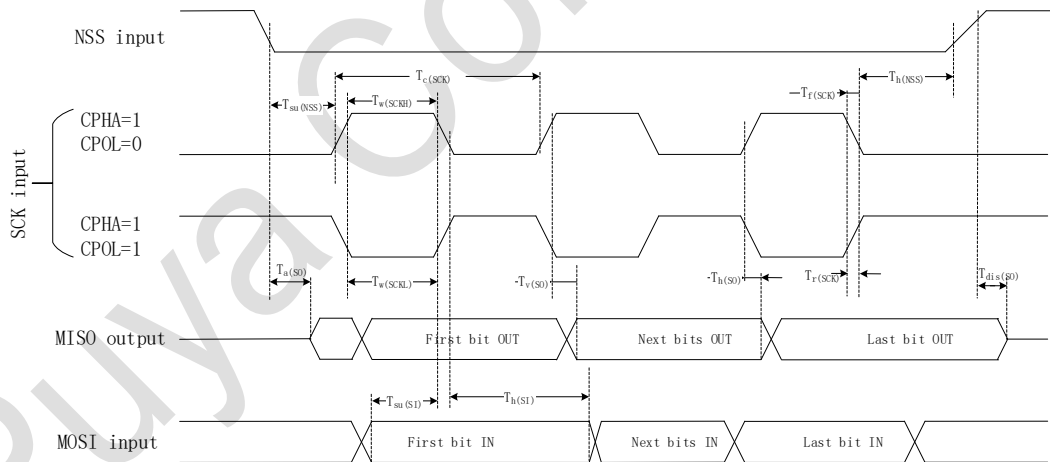 NSS input
Tc(SCK)
Th(NSS)
Tsu(NSS)
Tw(SCKH)
Tf(SCK)
SCK input
CPHA=1
CPOL=0
CPHA=1
CPOL=1
Ta(SO)
Tw(SCKL)
Tv(SO)
Th(SO)
Tr(SCK)
Tdis(SO)
MISO output
First bit OUT
Next bits OUT
Last bit OUT
Tsu(SI)
Th(SI)
MOSI input
First bit IN
Next bits IN
Last bit IN
Puya